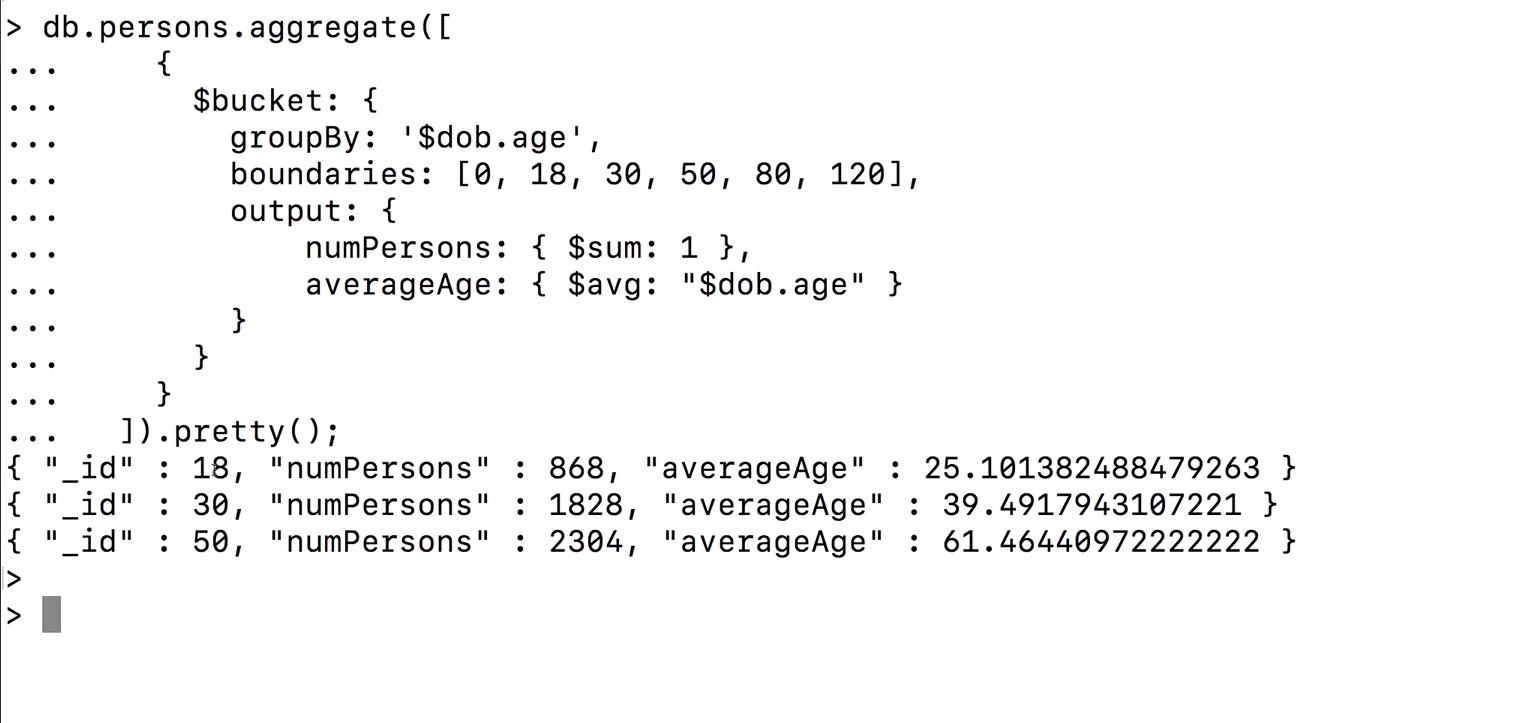 > db.persons.aggregate([
...     {
...       $bucket: {
...         groupBy: '$dob.age',
...         boundaries: [0, 18, 30, 50, 80, 120],
...         output: {
...             numPersons: { $sum: 1 },
...             averageAge: { $avg: "$dob.age" }
...         }
...       }
...     }
...   ]).pretty();
{ "_id" : 18, "numPersons" : 868, "averageAge" : 25.101382488479263 }
{ "_id" : 30, "numPersons" : 1828, "averageAge" : 39.4917943107221 }
{ "_id" : 50, "numPersons" : 2304, "averageAge" : 61.46440972222222 }
>
>